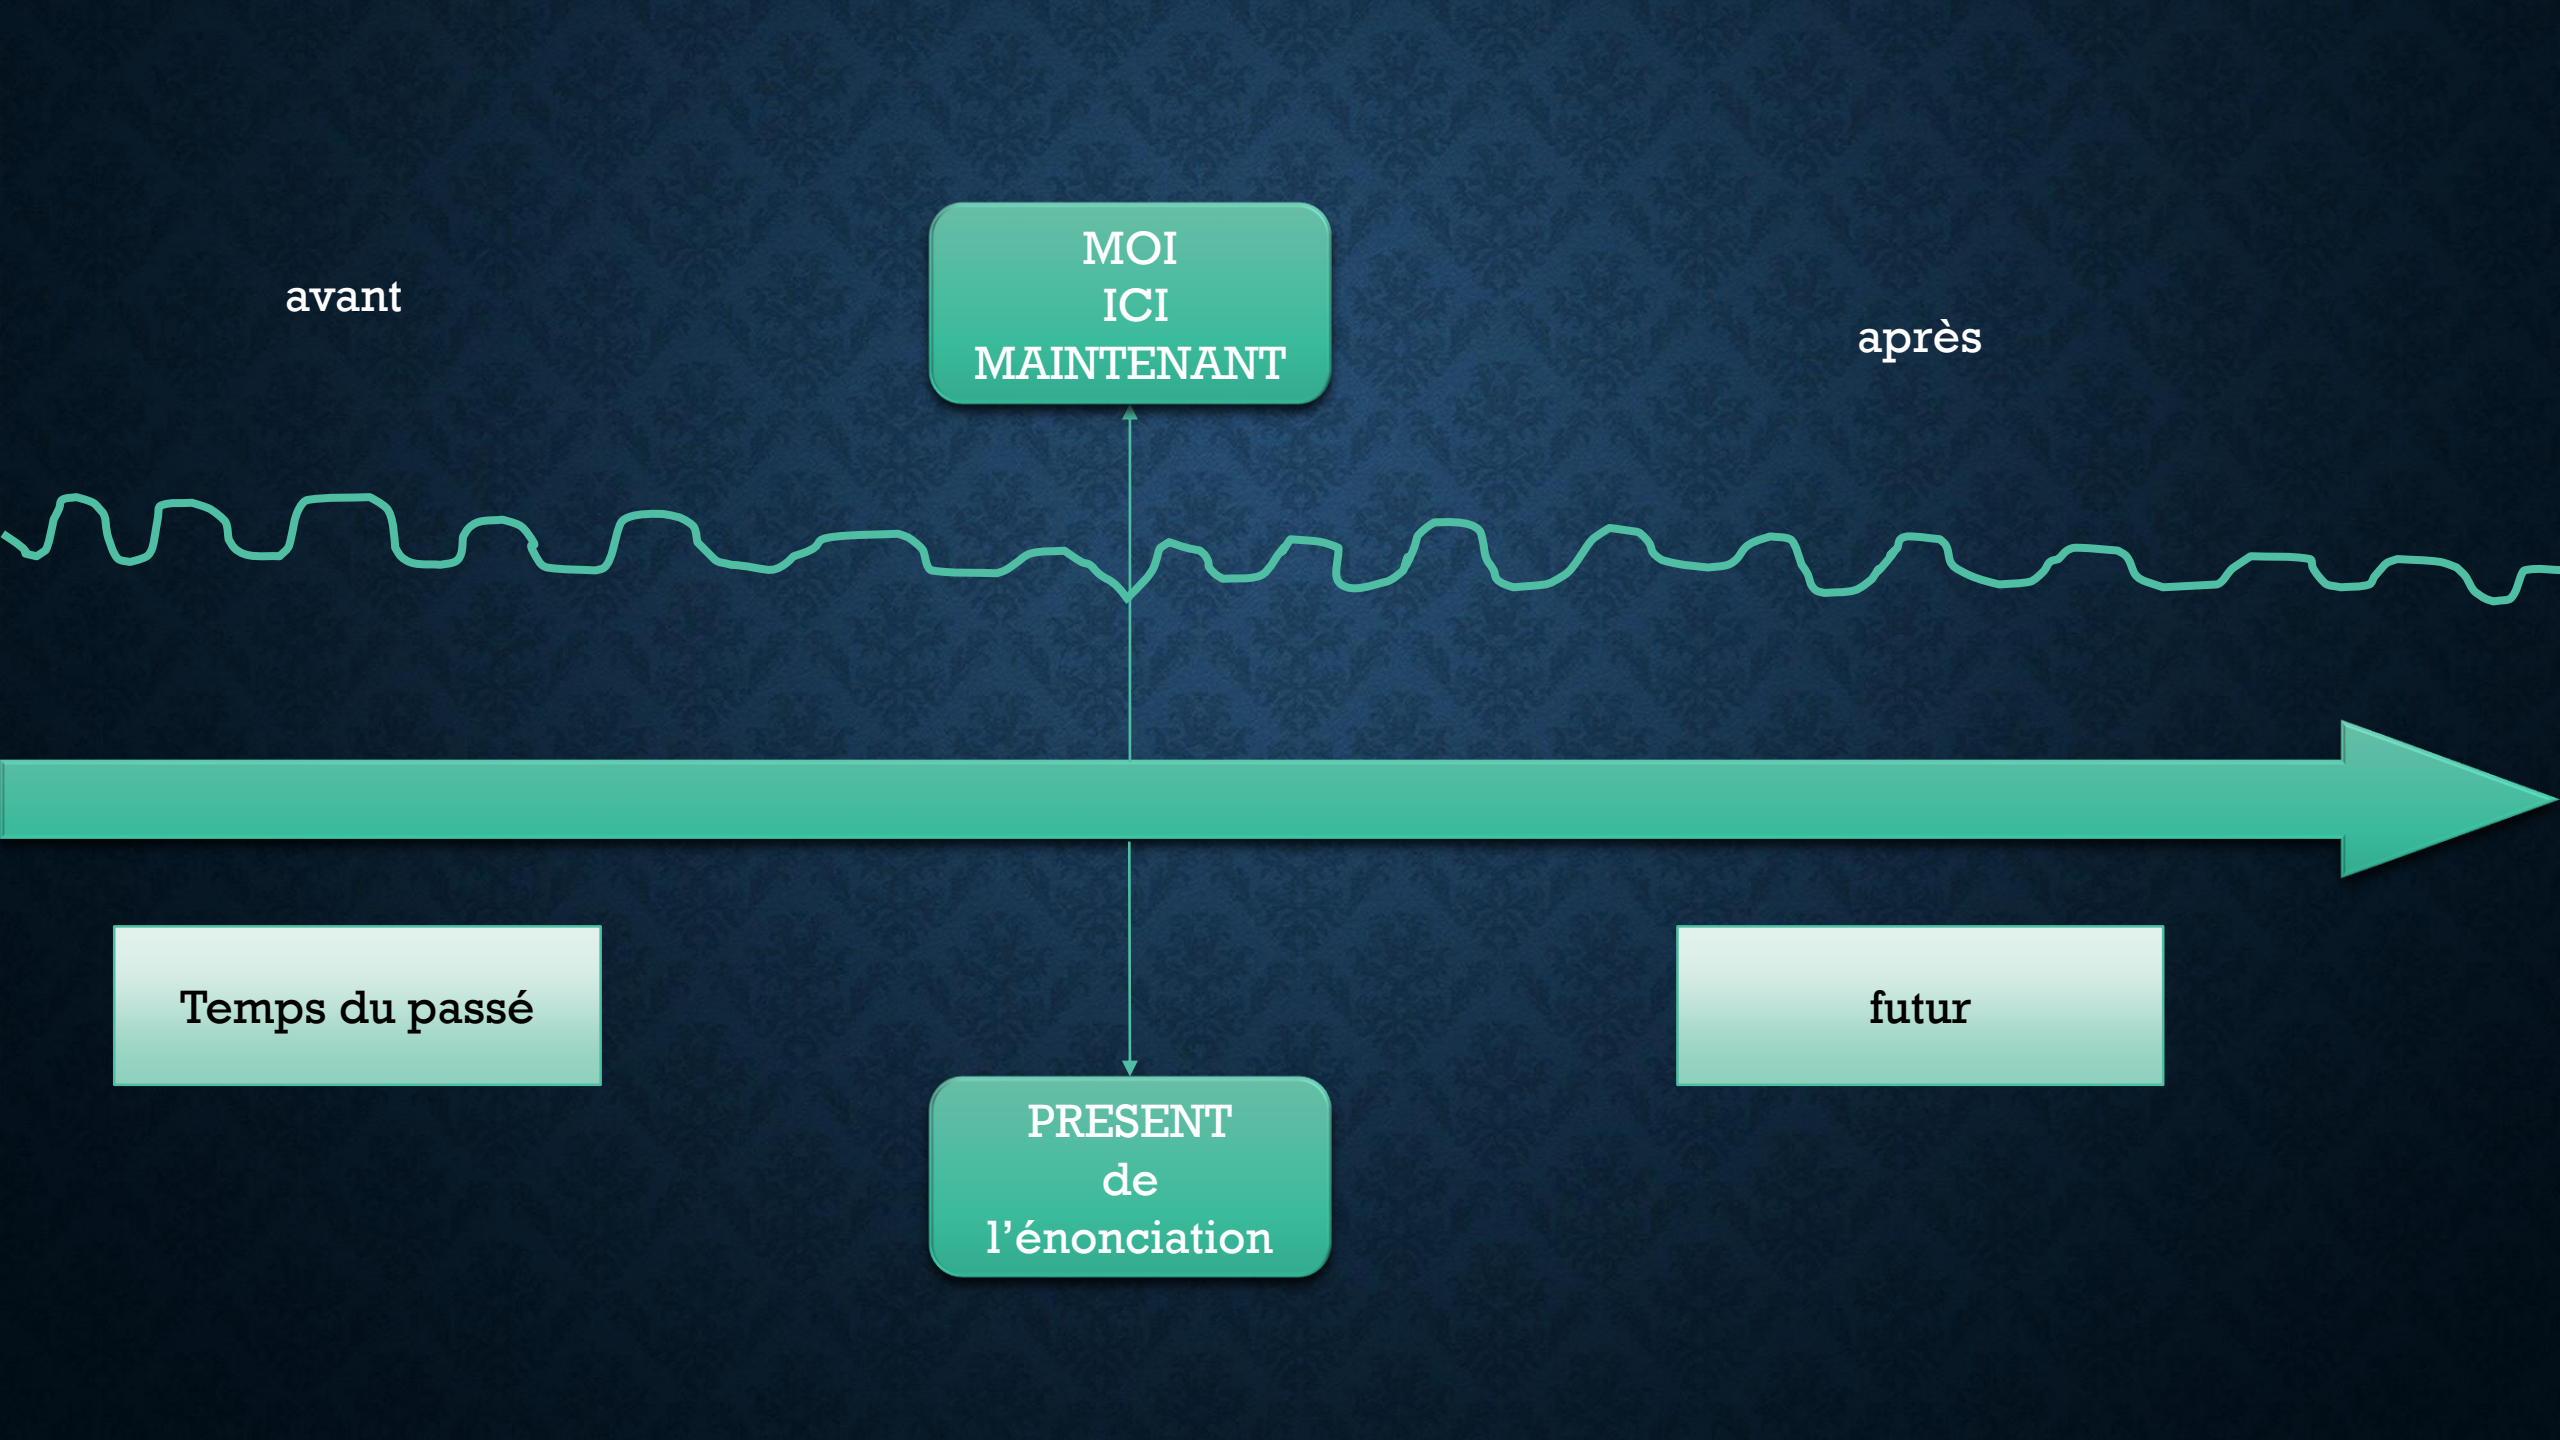 avant
MOI
ICI
MAINTENANT
après
Temps du passé
futur
PRESENT
de
l’énonciation